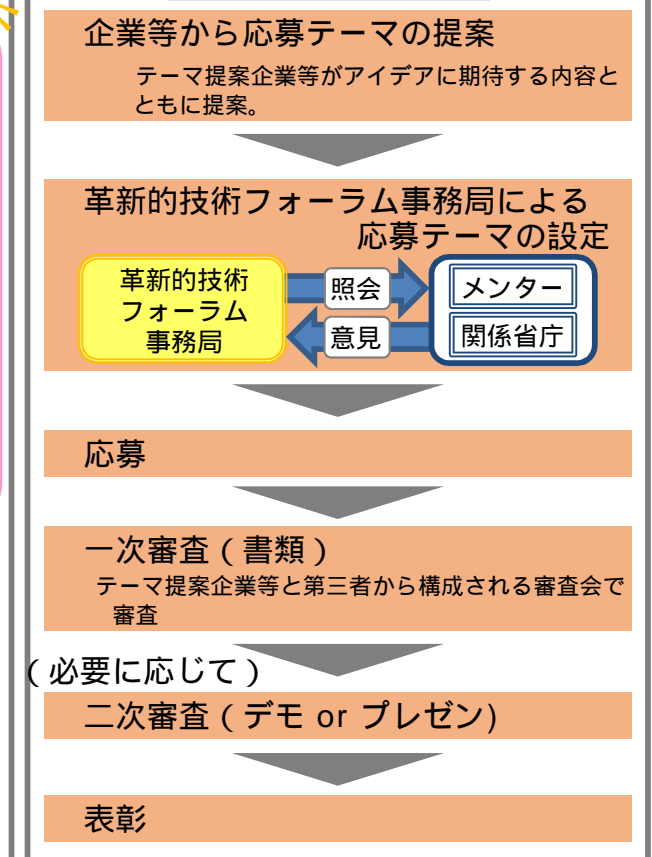 企業等から応募テーマの提案
テーマ提案企業等がアイデアに期待する内容と
ともに提案。
革新的技術フォーラム事務局による
応募テーマの設定
革新的技術
フォーラム
事務局
照会
意見
メンター
関係省庁
応募
一次審査(書類)
テーマ提案企業等と第三者から構成される審査会で
審査
(必要に応じて)
二次審査(デモ or プレゼン)
表彰